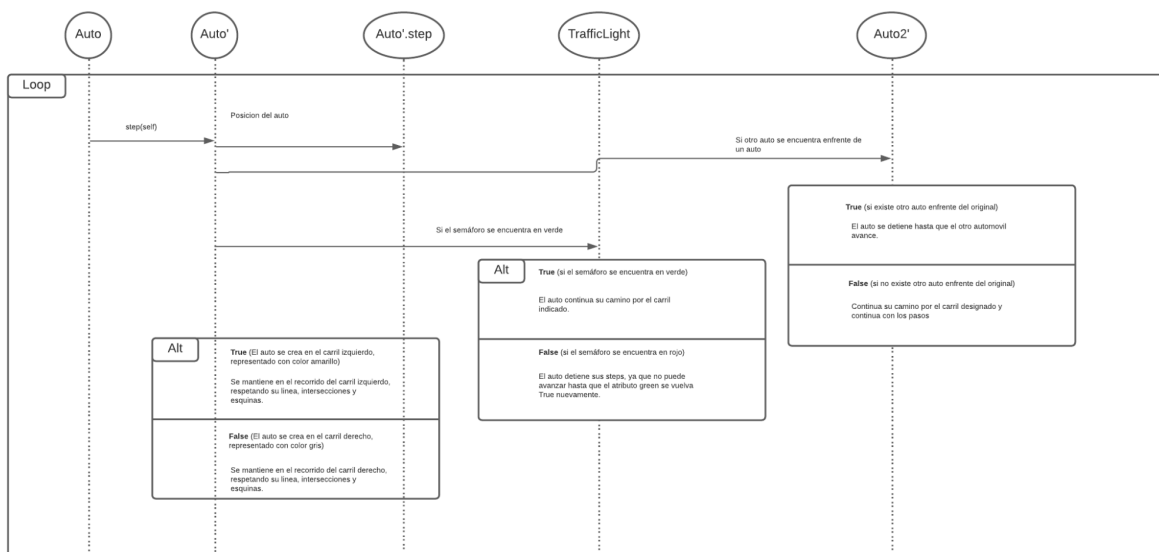 Auto
Auto'
Auto'.step
TrafficLight
Auto2'
Loop
step(self)
Posicion del auto
Si otro auto se encuentra enfrente de
un auto
Si el semáforo se encuentra en verde
True (si existe otro auto enfrente del original)
El auto se detiene hasta que el otro automovil
avance.
False (si no existe otro auto enfrente del original)
Continua su camino por el carril designado y
continua con los pasos
Alt
True (si el semáforo se encuentra en verde)
El auto continua su camino por el carril
indicado.
False (si el semáforo se encuentra en rojo)
El auto detiene sus steps, ya que no puede
avanzar hasta que el atributo green se vuelva
True nuevamente.
Alt
True (El auto se crea en el carril izquierdo,
representado con color amarillo)
Se mantiene en el recorrido del carril izquierdo,
respetando su linea, intersecciones y
esquinas.
False (El auto se crea en el carril derecho,
representado con color gris)
Se mantiene en el recorrido del carril derecho,
respetando su linea, intersecciones y
esquinas.